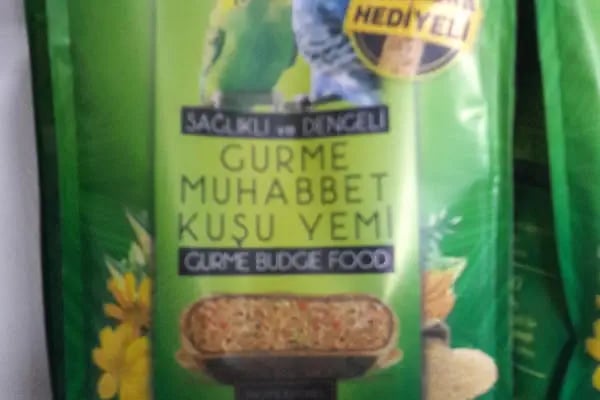 HEDİYELİ
SAĞLIKLI ve DENGELİ
GURME
MUHABBET
KUŞU YEMİ
GURME BUDGIE FOOD